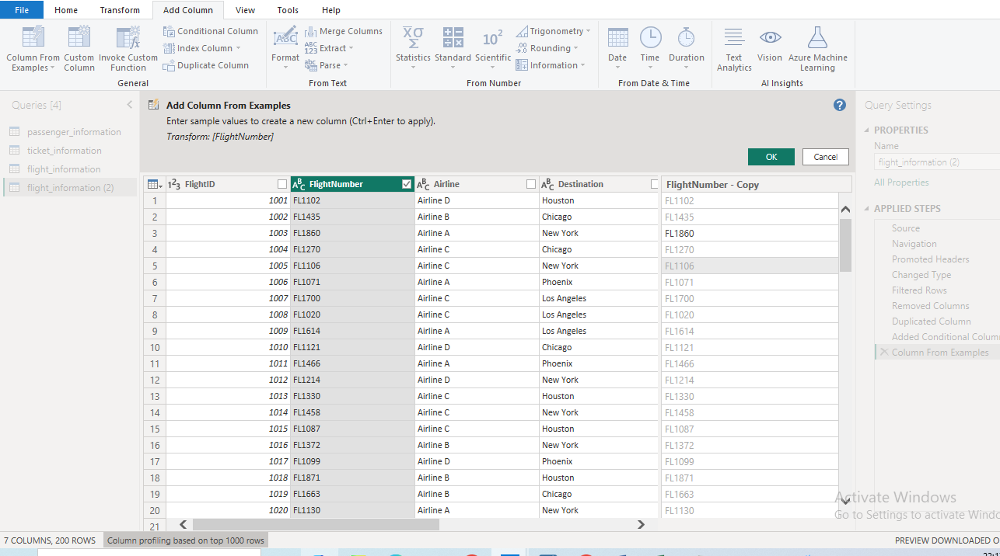 File Home Transform Add Column View Tools Help
Column From Examples
Custom Column
Invoke Custom Function
Conditional Column
Index Column
Duplicate Column
General
Format
Merge Columns
ABC 123 Extract
abc Parse
From Text
Statistics
Standard
10² Scientific
Trigonometry
.00 Rounding
Information
From Number
Date
Time
Duration
From Date & Time
Text Analytics
Vision
Azure Machine Learning
AI Insights
Queries [4]
passenger_information
ticket_information
flight_information
flight_information (2)
Add Column From Examples
Enter sample values to create a new column (Ctrl+Enter to apply).
Transform: [FlightNumber]
OK Cancel
1²3 FlightID ABC FlightNumber ABC Airline ABC Destination FlightNumber - Copy
1 1001 FL1102 Airline D Houston FL1102
2 1002 FL1435 Airline B Chicago FL1435
3 1003 FL1860 Airline A New York FL1860
4 1004 FL1270 Airline C Chicago FL1270
5 1005 FL1106 Airline C New York FL1106
6 1006 FL1071 Airline A Phoenix FL1071
7 1007 FL1700 Airline C Los Angeles FL1700
8 1008 FL1020 Airline C Los Angeles FL1020
9 1009 FL1614 Airline A Los Angeles FL1614
10 1010 FL1121 Airline D Chicago FL1121
11 1011 FL1466 Airline A Phoenix FL1466
12 1012 FL1214 Airline D New York FL1214
13 1013 FL1330 Airline C Houston FL1330
14 1014 FL1458 Airline C New York FL1458
15 1015 FL1087 Airline C Houston FL1087
16 1016 FL1372 Airline B New York FL1372
17 1017 FL1099 Airline D Phoenix FL1099
18 1018 FL1871 Airline B Houston FL1871
19 1019 FL1663 Airline B Chicago FL1663
20 1020 FL1130 Airline A New York FL1130
21
Query Settings
PROPERTIES
Name
flight_information (2)
All Properties
APPLIED STEPS
Source
Navigation
Promoted Headers
Changed Type
Filtered Rows
Removed Columns
Duplicated Column
Added Conditional Colum
Column From Examples
Activate Windows
Go to Settings to activate Windo
7 COLUMNS, 200 ROWS Column profiling based on top 1000 rows PREVIEW DOWNLOADED O